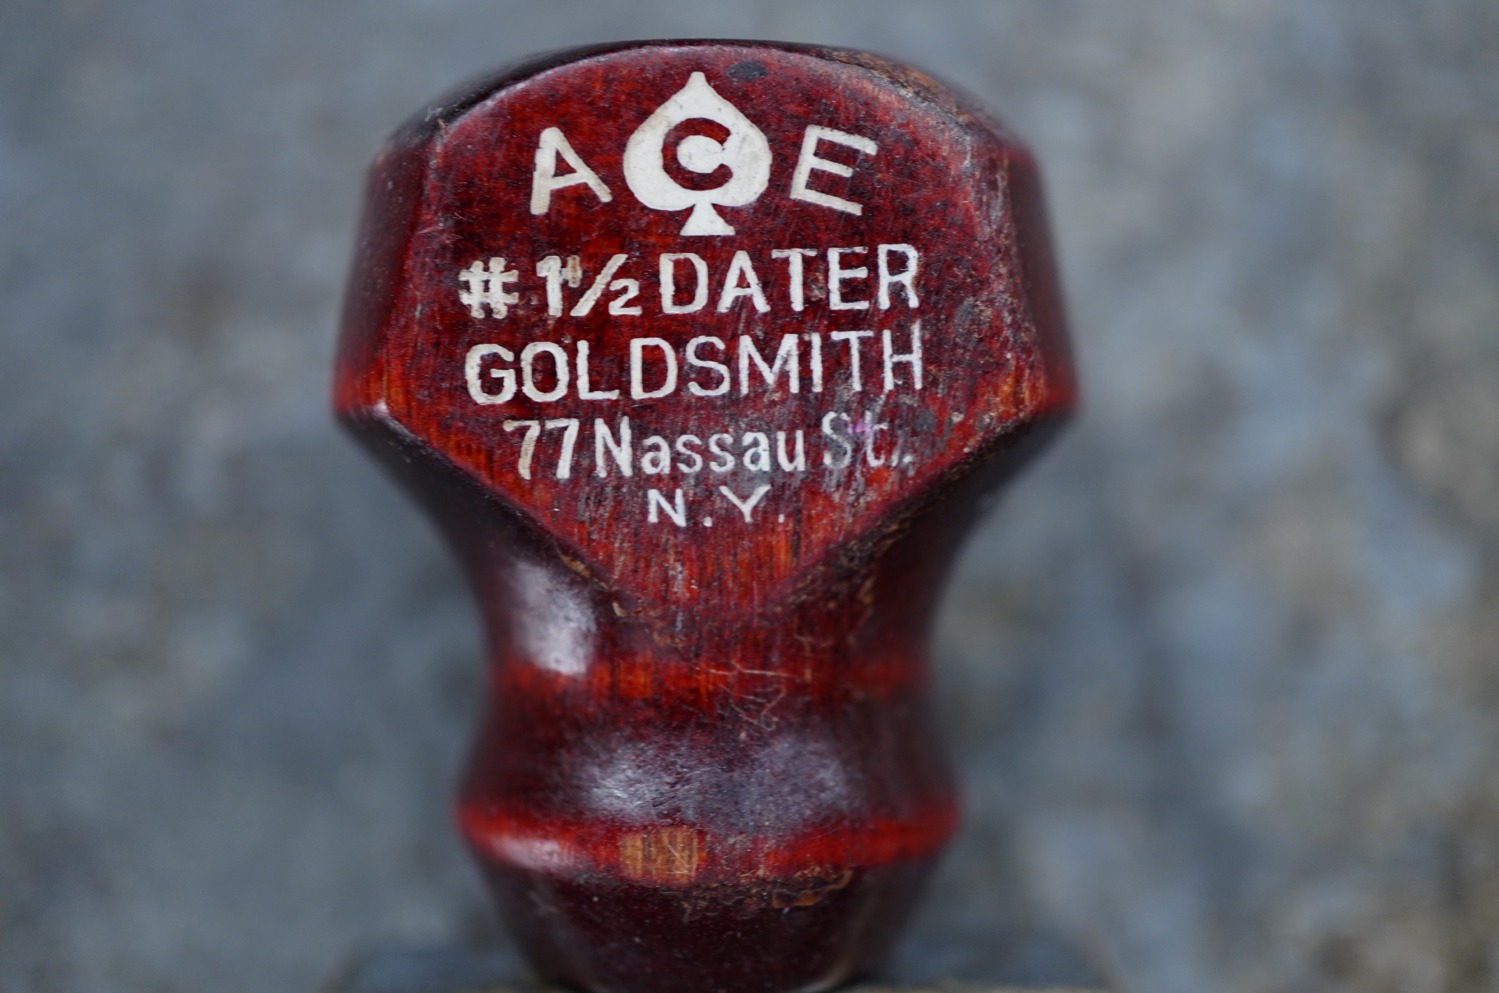 ACE
# 1½ DATER
GOLDSMITH
77 Nassau St.
N.Y.